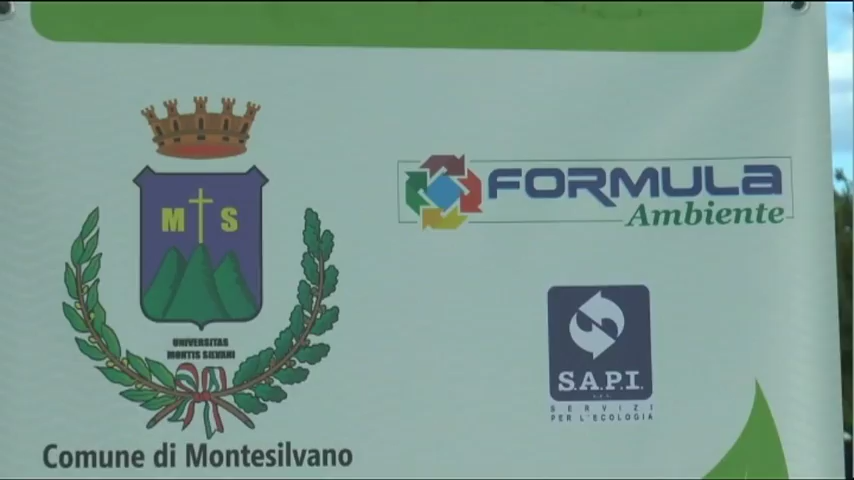 M S
UNIVERSITAS
MONTIS SILVANI
Comune di Montesilvano
FORMULA
Ambiente
S.A.P.I.
SERVIZI
PER L'ECOLOGIA